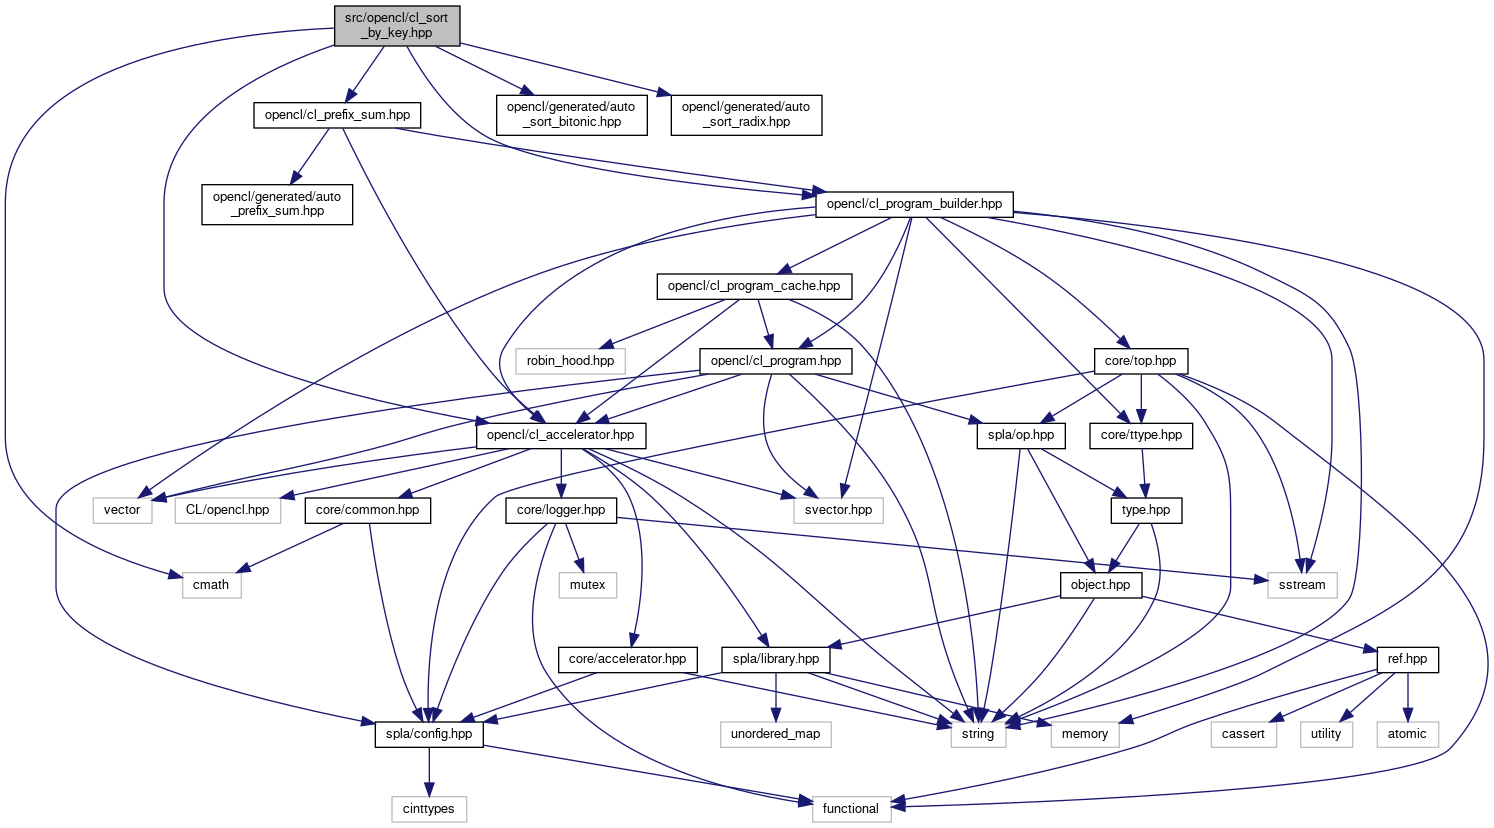 src/opencl/cl_sort
_by_key.hpp
opencl/cl_prefix_sum.hpp
opencl/generated/auto
_sort_bitonic.hpp
opencl/generated/auto
_sort_radix.hpp
opencl/generated/auto
_prefix_sum.hpp
opencl/cl_program_builder.hpp
opencl/cl_program_cache.hpp
robin_hood.hpp
opencl/cl_program.hpp
core/top.hpp
opencl/cl_accelerator.hpp
spla/op.hpp
core/ttype.hpp
vector
CL/opencl.hpp
core/common.hpp
core/logger.hpp
svector.hpp
type.hpp
cmath
mutex
object.hpp
sstream
core/accelerator.hpp
spla/library.hpp
ref.hpp
spla/config.hpp
unordered_map
string
memory
cassert
utility
atomic
cinttypes
functional